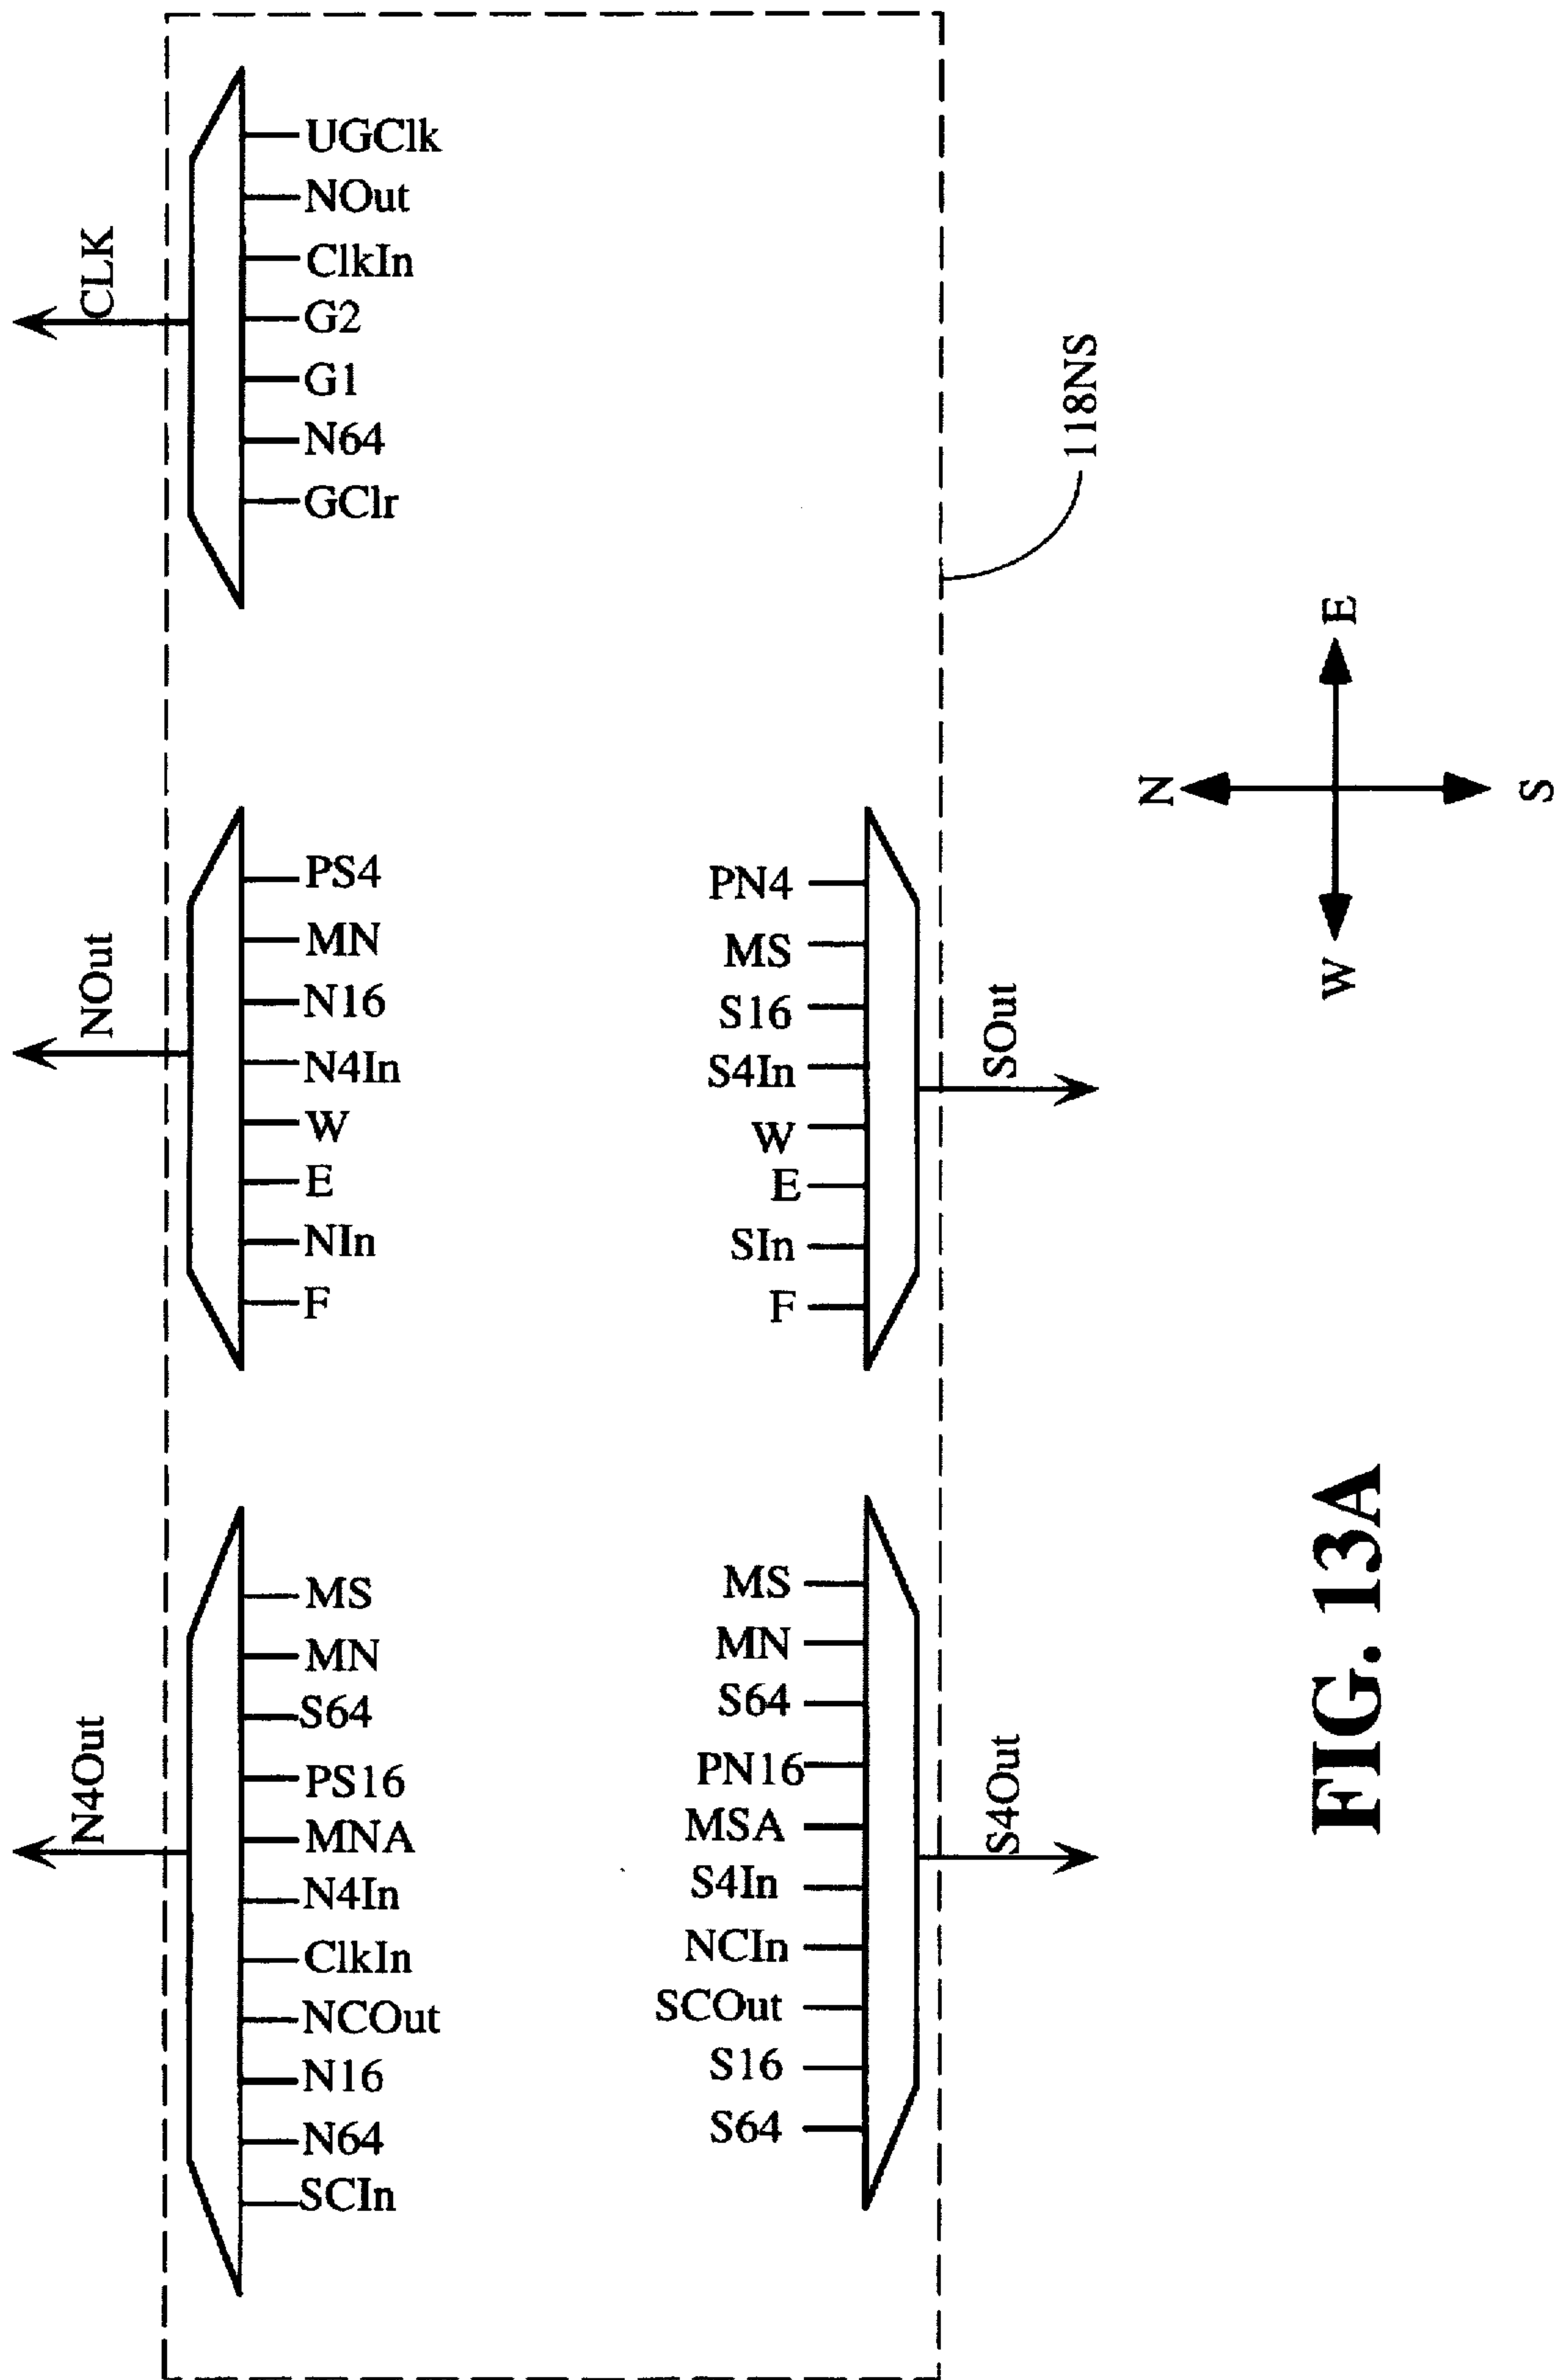 CLK
UGClk
NOut
ClkIn
G2
G1
N64
GClr
118NS
NOut
PS4
MN
N16
N4In
W
E
NIn
F
PN4
MS
S16
S4In
W
E
SIn
F
SOut
N
E
W
S
N4Out
MS
MN
S64
PS16
MNA
N4In
ClkIn
NCOut
N16
N64
SCIn
MS
MN
S64
PN16
MSA
S4In
NCIn
SCOut
S16
S64
S4Out
FIG. 13A